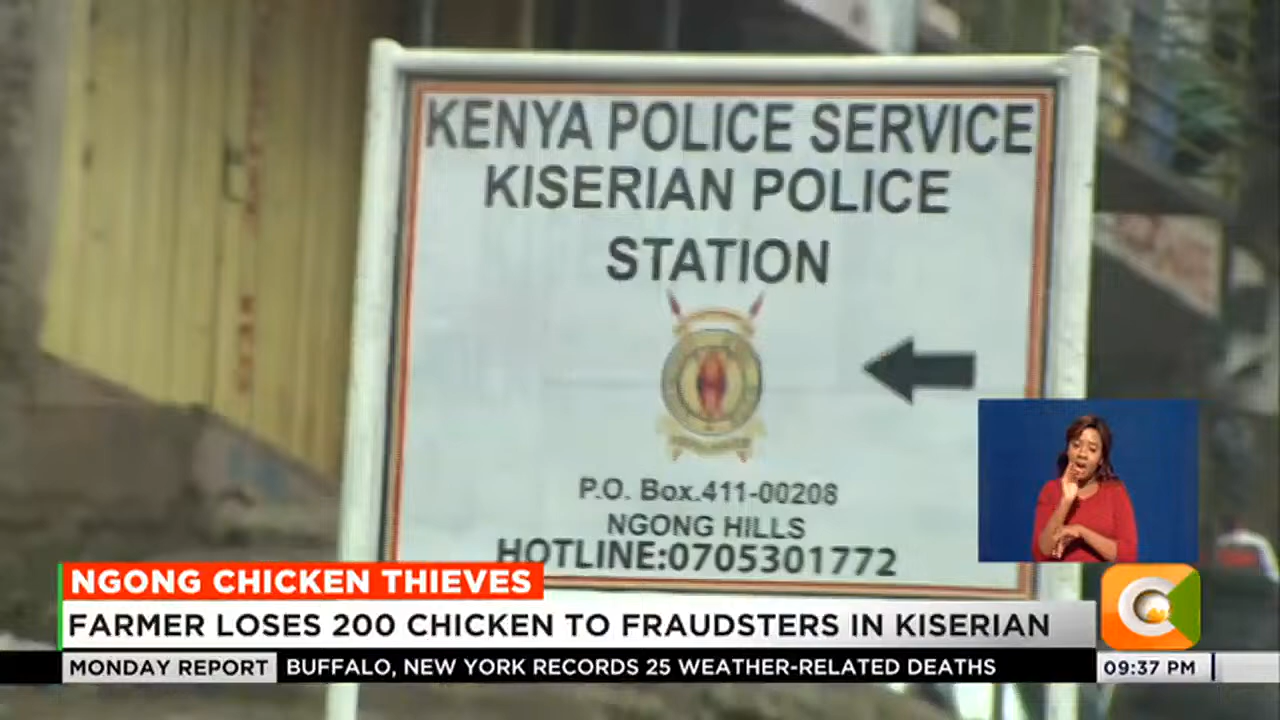 KENYA POLICE SERVICE
KISERIAN POLICE
STATION
P.O. Box.411-00208
NGONG HILLS
HOTLINE:0705301772
NGONG CHICKEN THIEVES
FARMER LOSES 200 CHICKEN TO FRAUDSTERS IN KISERIAN
MONDAY REPORT
BUFFALO, NEW YORK RECORDS 25 WEATHER-RELATED DEATHS
09:37 PM